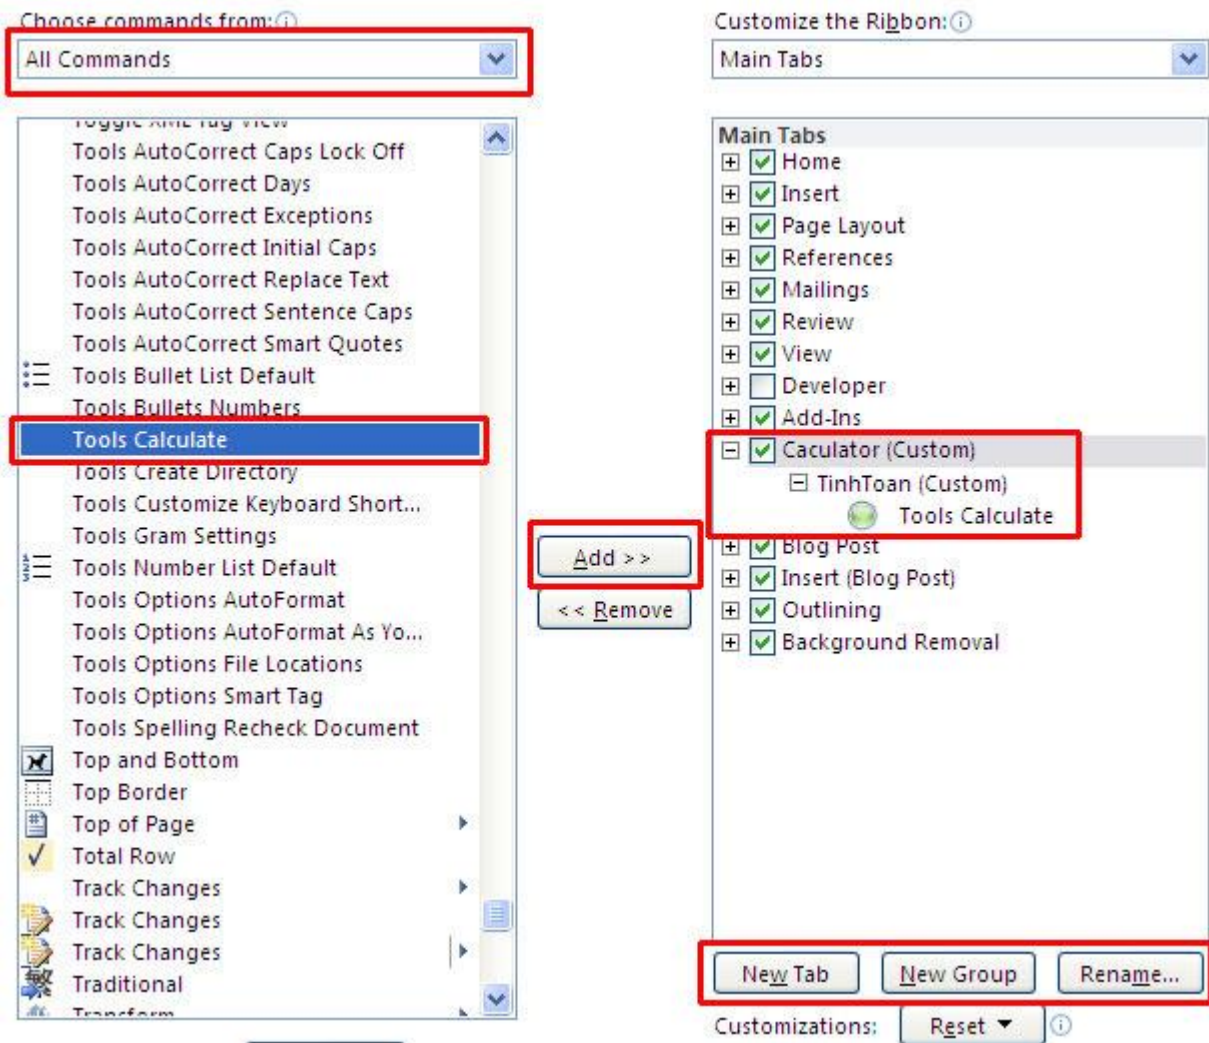 Choose commands from:
All Commands
Toggle XML Tag View
Tools AutoCorrect Caps Lock Off
Tools AutoCorrect Days
Tools AutoCorrect Exceptions
Tools AutoCorrect Initial Caps
Tools AutoCorrect Replace Text
Tools AutoCorrect Sentence Caps
Tools AutoCorrect Smart Quotes
Tools Bullet List Default
Tools Bullets Numbers
Tools Calculate
Tools Create Directory
Tools Customize Keyboard Short...
Tools Gram Settings
Tools Number List Default
Tools Options AutoFormat
Tools Options AutoFormat As Yo...
Tools Options File Locations
Tools Options Smart Tag
Tools Spelling Recheck Document
Top and Bottom
Top Border
Top of Page
Total Row
Track Changes
Track Changes
Track Changes
Traditional
Transform
Add >>
<< Remove
Customize the Ribbon:
Main Tabs
Main Tabs
Home
Insert
Page Layout
References
Mailings
Review
View
Developer
Add-Ins
Caculator (Custom)
TinhToan (Custom)
Tools Calculate
Blog Post
Insert (Blog Post)
Outlining
Background Removal
New Tab New Group Rename...
Customizations: Reset